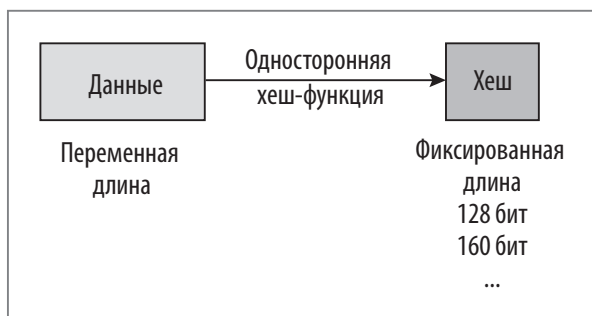 Данные
Односторонняя
хеш-функция
Хеш
Переменная
длина
Фиксированная
длина
128 бит
160 бит
...